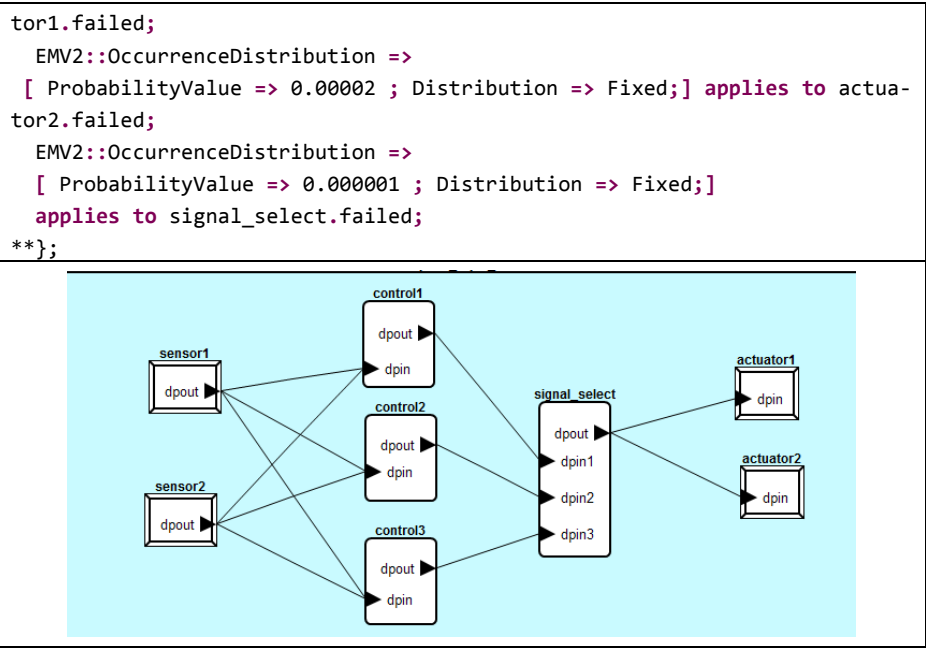 tor1.failed;
EMV2::OccurrenceDistribution =>
[ ProbabilityValue => 0.00002 ; Distribution => Fixed;] applies to actua-
tor2.failed;
EMV2::OccurrenceDistribution =>
[ ProbabilityValue => 0.000001 ; Distribution => Fixed;]
applies to signal_select.failed;
**};
control1
dpout
dpin
sensor1
dpout
control2
dpout
dpin
sensor2
dpout
control3
dpout
dpin
signal_select
dpout
dpin1
dpin2
dpin3
actuator1
dpin
actuator2
dpin